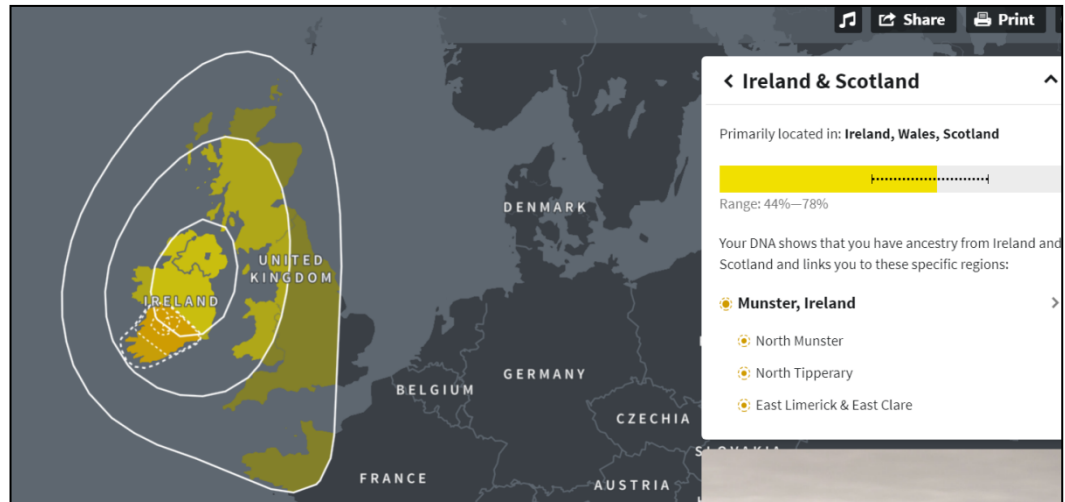 Share
Print
Ireland & Scotland
Primarily located in: Ireland, Wales, Scotland
Range: 44%—78%
Your DNA shows that you have ancestry from Ireland and
Scotland and links you to these specific regions:
Munster, Ireland
North Munster
North Tipperary
East Limerick & East Clare
DENMARK
UNITED
KINGDOM
IRELAND
GERMANY
BELGIUM
CZECHIA
FRANCE
AUSTRIA